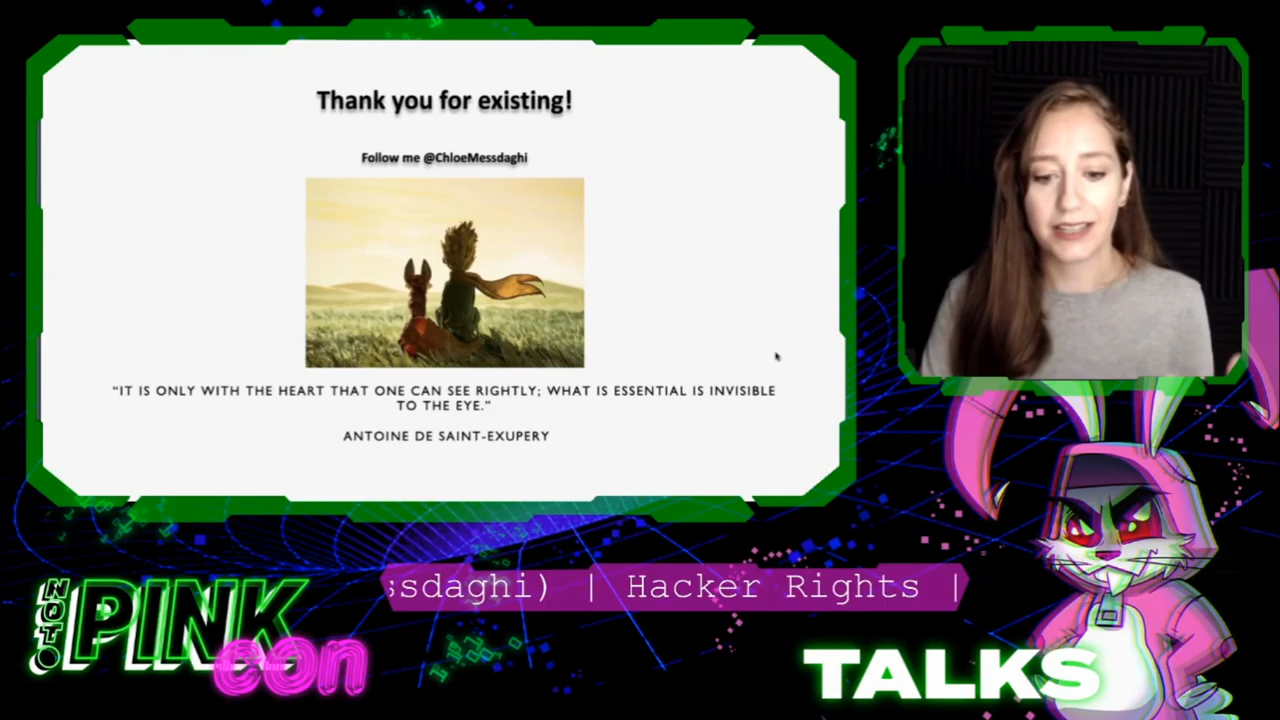 Thank you for existing!
Follow me @ChloeMessdaghi
“IT IS ONLY WITH THE HEART THAT ONE CAN SEE RIGHTLY; WHAT IS ESSENTIAL IS INVISIBLE
TO THE EYE.”
ANTOINE DE SAINT-EXUPERY
ssdaghi) | Hacker Rights |
NOT PINK
con
TALKS